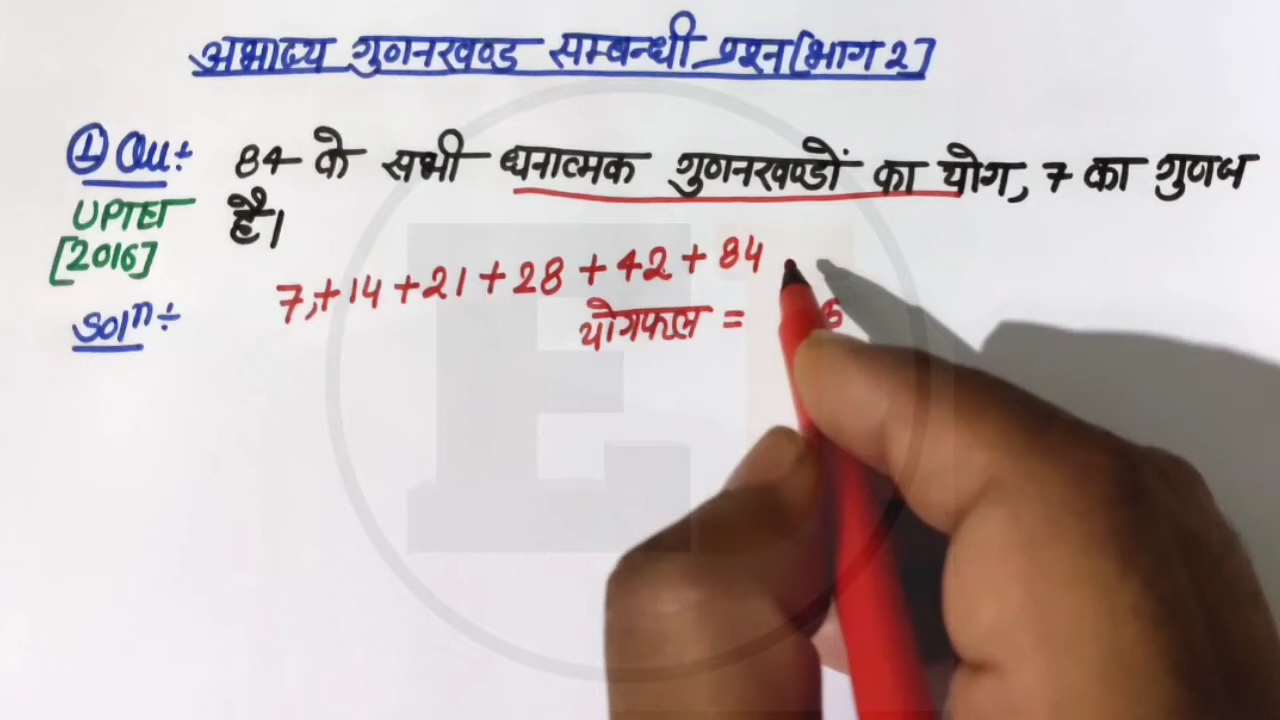 अभाज्य गुणनखण्ड सम्बन्धी प्रश्न [भाग 2]
① Qu÷ 84 के सभी धनात्मक गुणनखण्डों का योग, 7 का गुणज
UPTET है।
[2016]
7,+14+21+28+42+84
Solⁿ÷ योगफल =